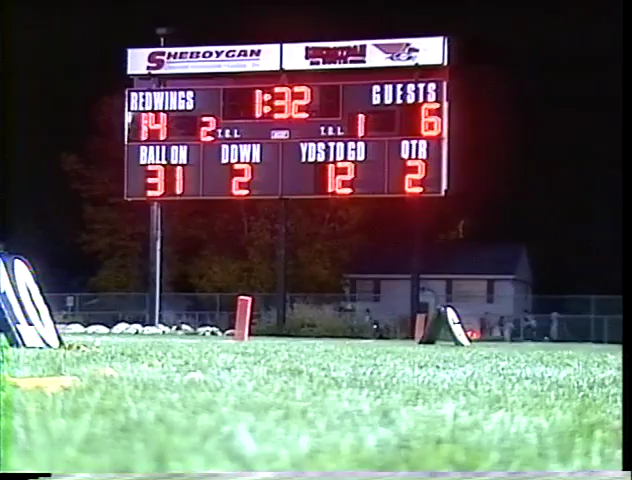 SHEBOYGAN
REDWINGS 1:32 GUESTS
14 2 T.O.L. T.O.L. 1 6
BALL ON DOWN YDS TO GO QTR
31 2 12 2